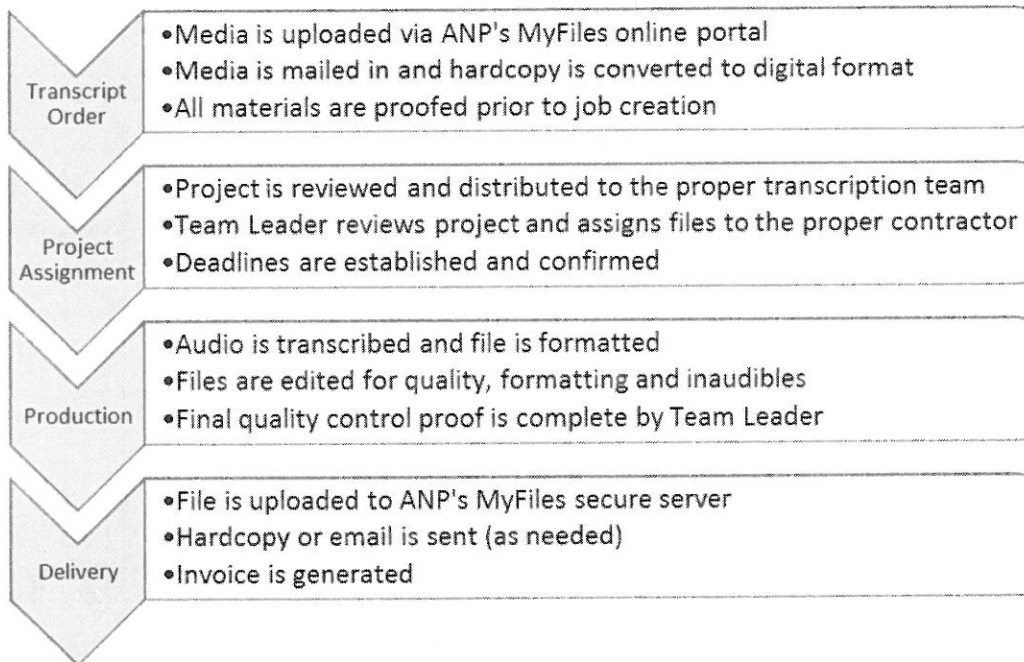 Transcript
Order
•Media is uploaded via ANP's MyFiles online portal
•Media is mailed in and hardcopy is converted to digital format
•All materials are proofed prior to job creation
Project
Assignment
•Project is reviewed and distributed to the proper transcription team
•Team Leader reviews project and assigns files to the proper contractor
•Deadlines are established and confirmed
Production
•Audio is transcribed and file is formatted
•Files are edited for quality, formatting and inaudibles
•Final quality control proof is complete by Team Leader
Delivery
•File is uploaded to ANP's MyFiles secure server
•Hardcopy or email is sent (as needed)
•Invoice is generated